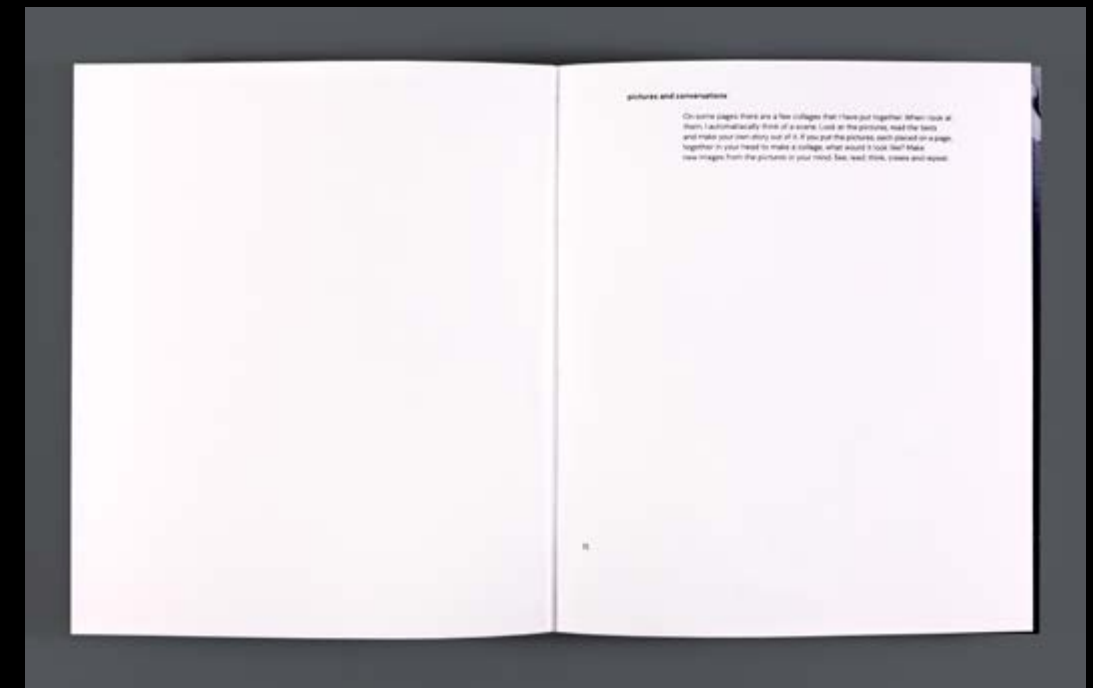 pictures and conversations
On some pages there are a few collages that I have put together. When I look at
them, I automatically think of a scene. Look at the pictures, read the texts
and make your own story out of it. If you put the pictures, each placed on a page,
together in your head to make a collage, what would it look like? Make
new images from the pictures in your mind. See, read, think, create and repeat.